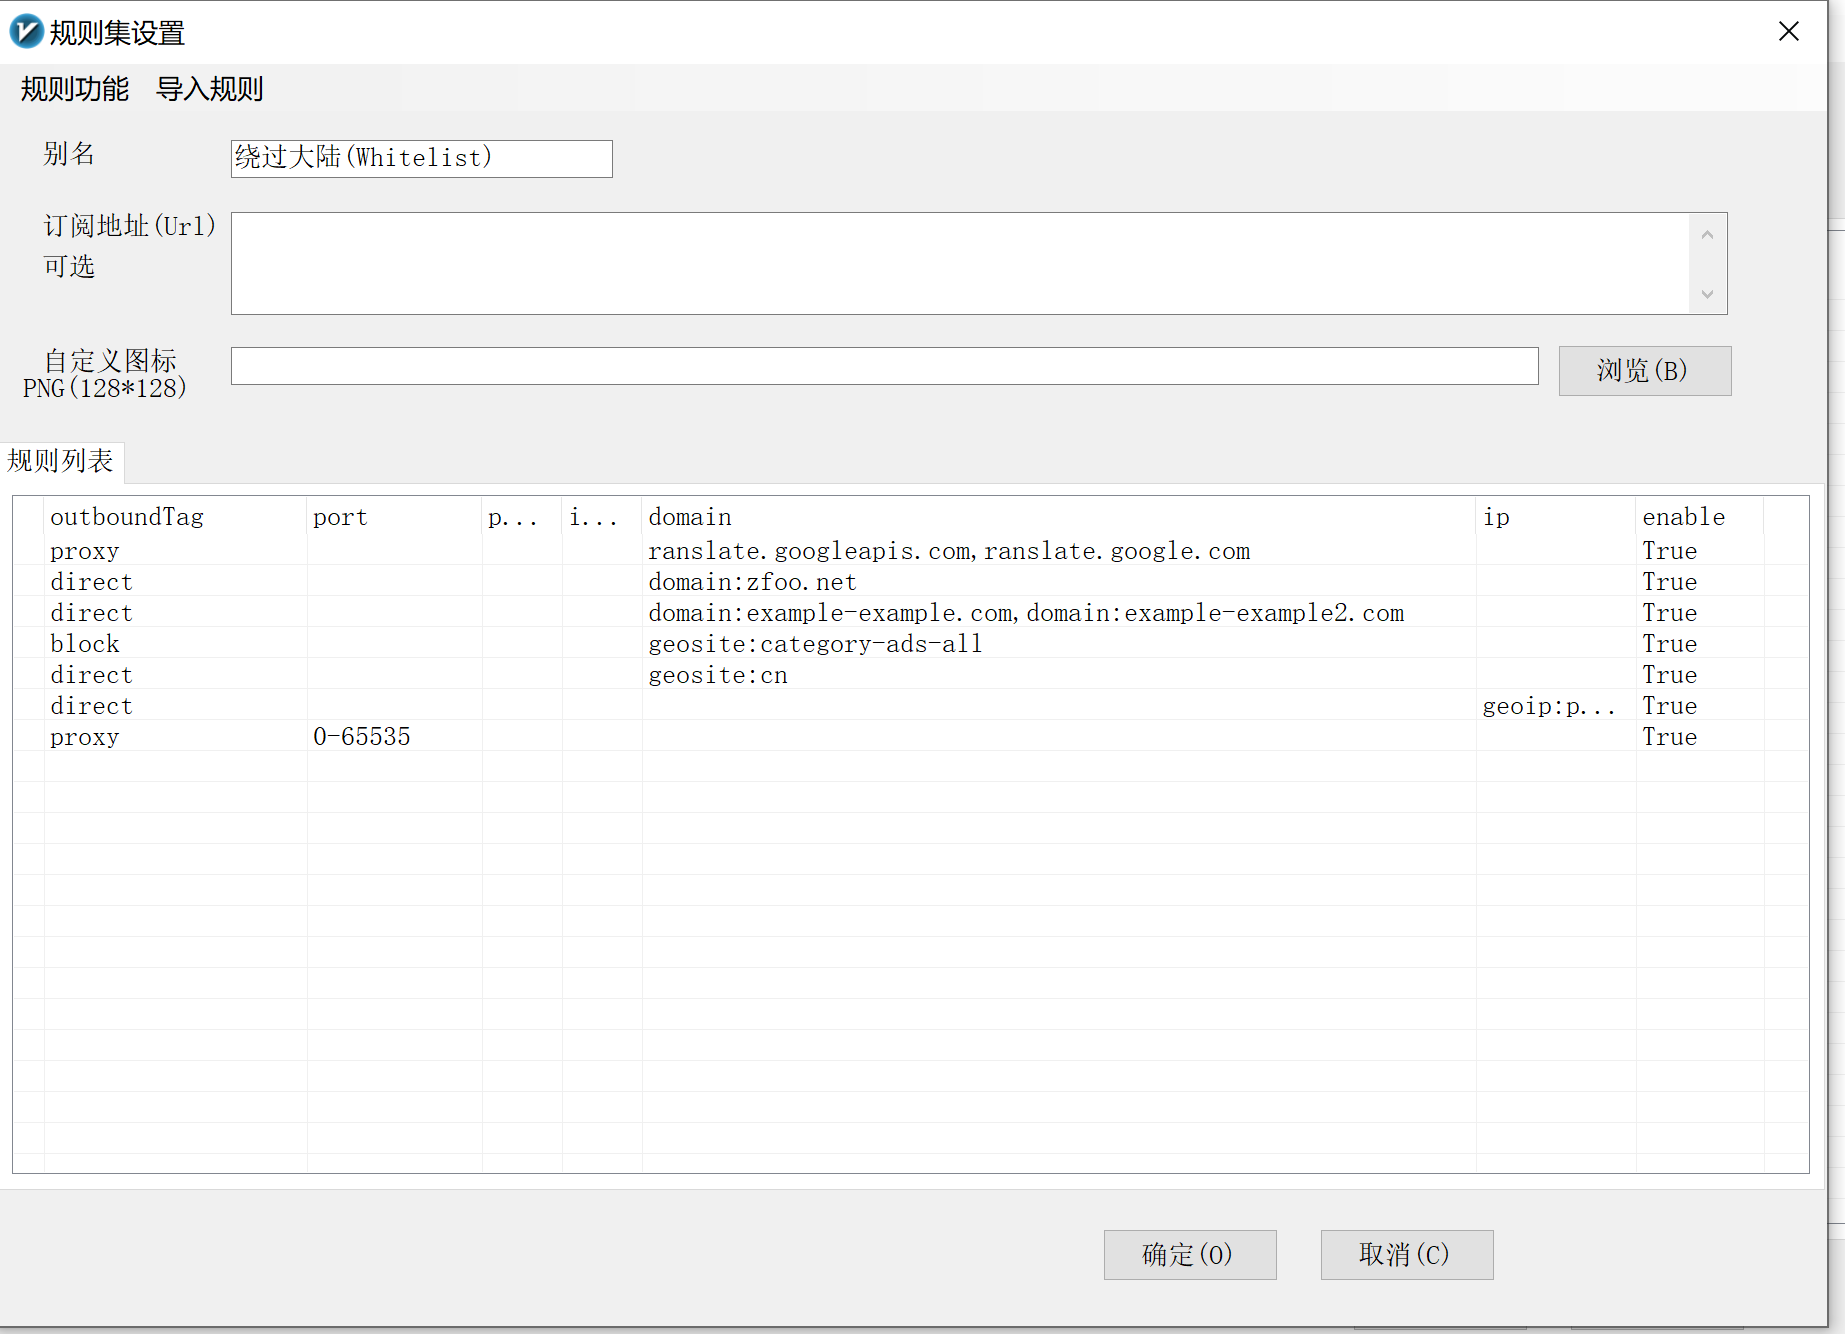 规则集设置
规则功能 导入规则
别名 绕过大陆(Whitelist)
订阅地址(Url)
可选
自定义图标
PNG(128*128)
浏览(B)
规则列表
outboundTag port p... i... domain ip enable
proxy ranslate.googleapis.com,ranslate.google.com True
direct domain:zfoo.net True
direct domain:example-example.com,domain:example-example2.com True
block geosite:category-ads-all True
direct geosite:cn True
direct geoip:p... True
proxy 0-65535 True
确定(O) 取消(C)